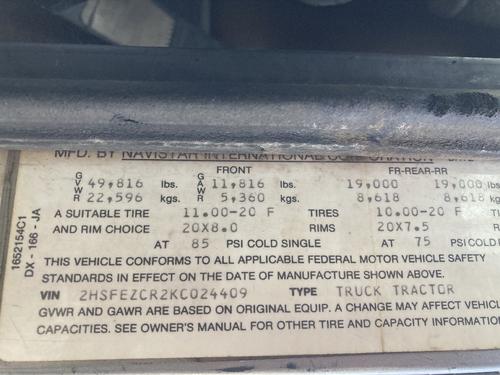 MFD. BY NAVISTAR INTERNATIONAL CORPORATION
FRONT FR-REAR-RR
GVWR 49,816 lbs. GAWR 11,816 lbs. 19,000 19,000 lbs.
22,596 kgs. 5,360 kgs. 8,618 8,618 kgs.
A SUITABLE TIRE 11.00-20 F TIRES 10.00-20 F
AND RIM CHOICE 20X8.0 RIMS 20X7.5
AT 85 PSI COLD SINGLE AT 75 PSI COLD
THIS VEHICLE CONFORMS TO ALL APPLICABLE FEDERAL MOTOR VEHICLE SAFETY
STANDARDS IN EFFECT ON THE DATE OF MANUFACTURE SHOWN ABOVE.
VIN 2HSFEZCR2KC024409 TYPE TRUCK TRACTOR
GVWR AND GAWR ARE BASED ON ORIGINAL EQUIP. A CHANGE MAY AFFECT VEHICLE
CAPACITIES. SEE OWNER'S MANUAL FOR OTHER TIRE AND CAPACITY INFORMATION
1652154C1
DX-166-JA